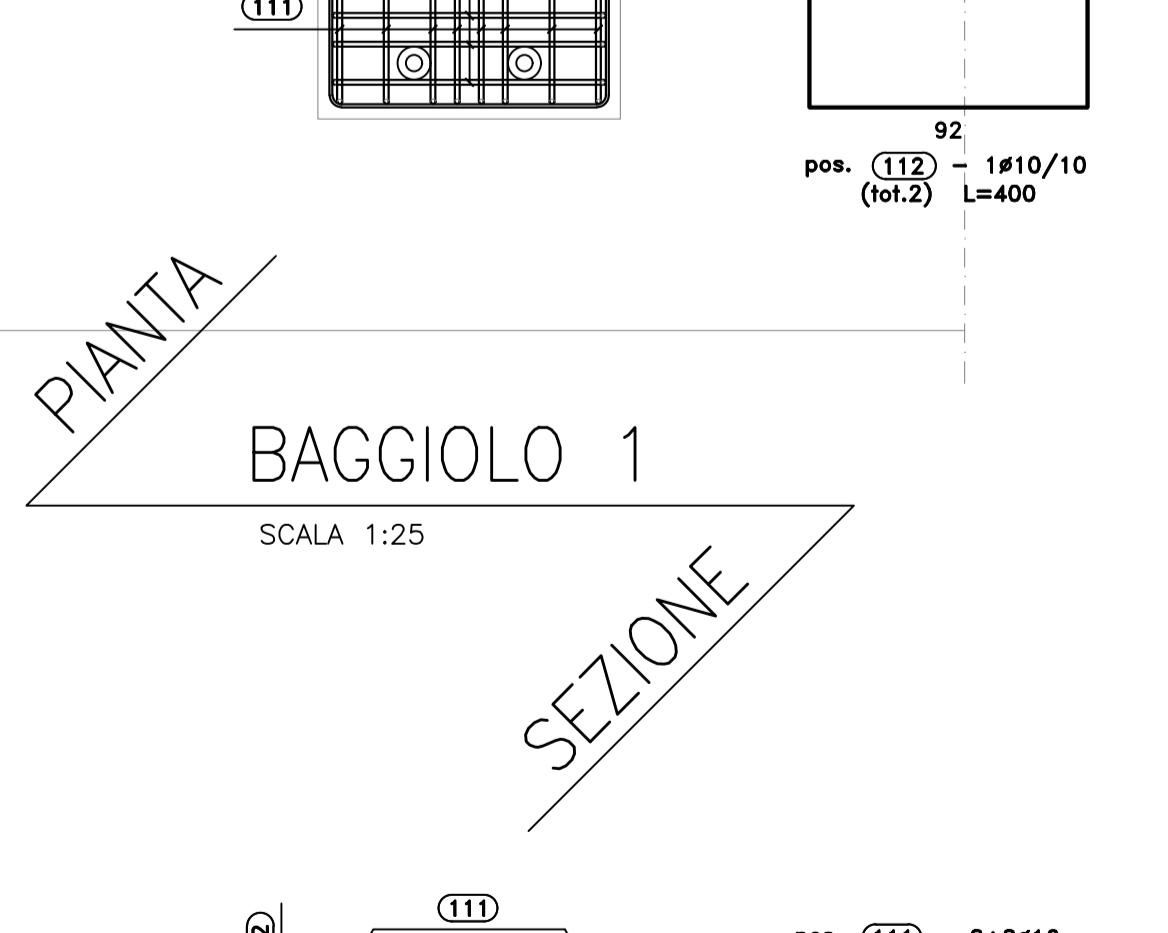 111
92
pos. 112 – 1ø10/10
(tot.2) L=400
PIANTA
BAGGIOLO 1
SCALA 1:25
SEZIONE
111